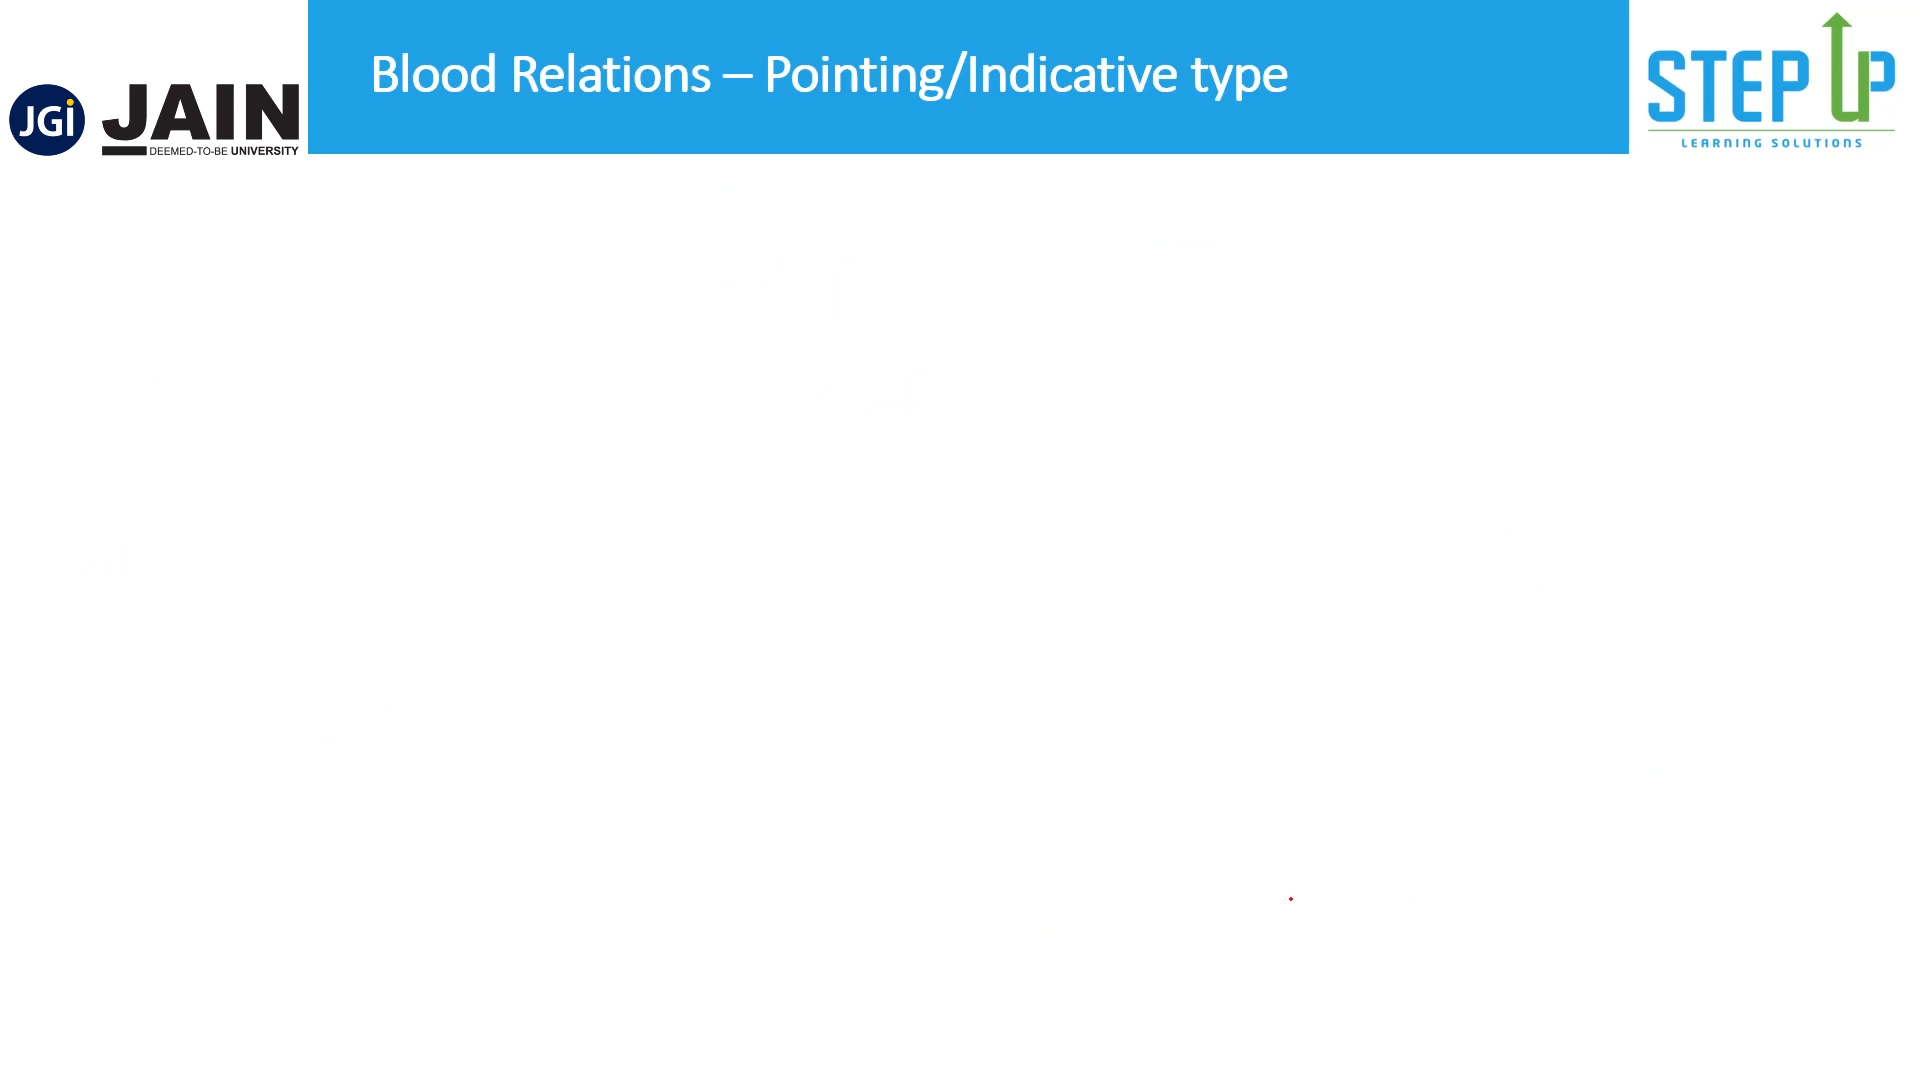 Blood Relations – Pointing/Indicative type
JGi JAIN
DEEMED-TO-BE UNIVERSITY
STEP UP
LEARNING SOLUTIONS